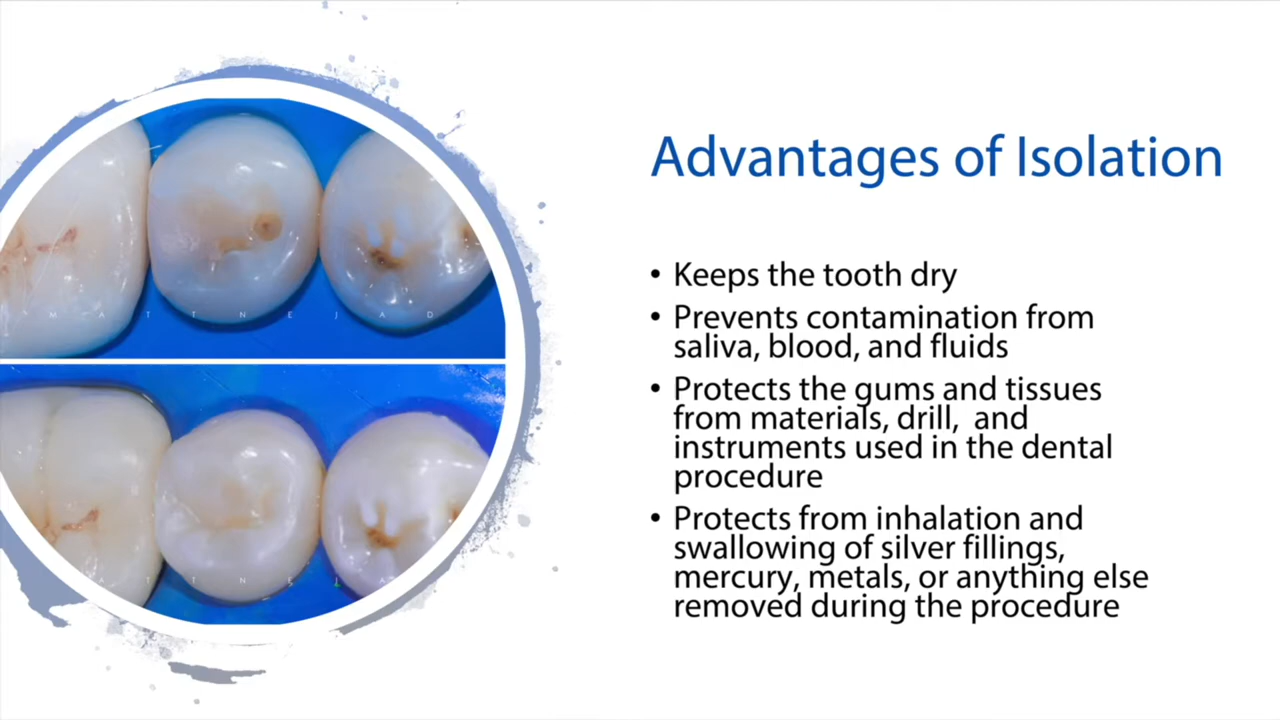 Advantages of Isolation
• Keeps the tooth dry
• Prevents contamination from
saliva, blood, and fluids
• Protects the gums and tissues
from materials, drill,  and
instruments used in the dental
procedure
• Protects from inhalation and
swallowing of silver fillings,
mercury, metals, or anything else
removed during the procedure
M A T T N E J A D
A T T N E J A